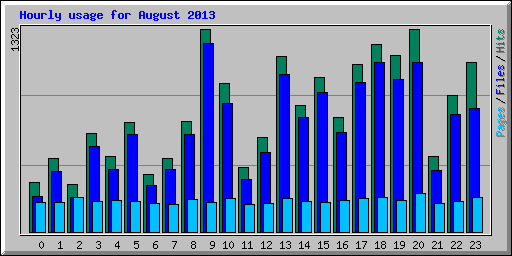 Hourly usage for August 2013
1323
Pages/Files/Hits
0 1 2 3 4 5 6 7 8 9 10 11 12 13 14 15 16 17 18 19 20 21 22 23